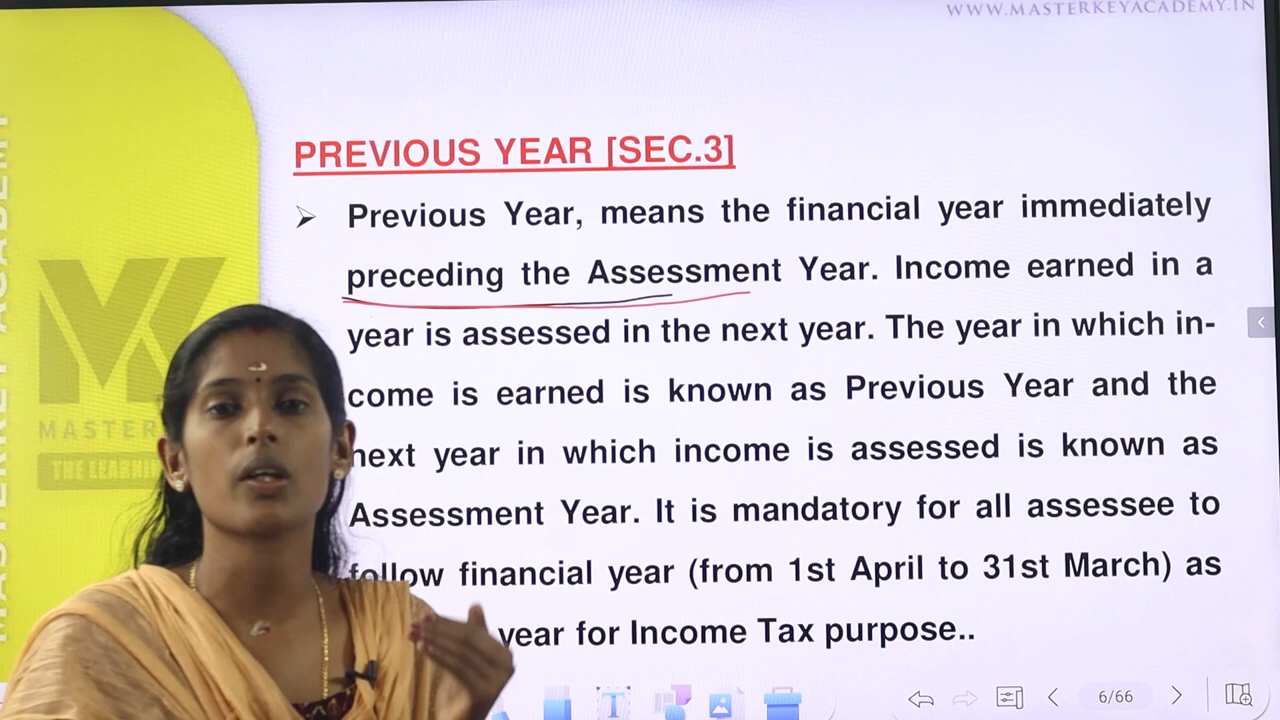 WWW.MASTERKEYACADEMY.IN
PREVIOUS YEAR [SEC.3]
➢ Previous Year, means the financial year immediately
preceding the Assessment Year. Income earned in a
year is assessed in the next year. The year in which in-
come is earned is known as Previous Year and the
next year in which income is assessed is known as
Assessment Year. It is mandatory for all assessee to
follow financial year (from 1st April to 31st March) as
year for Income Tax purpose..
MK
MASTER
THE LEARNIN
MASTERKEY ACADEMY
T
6/66